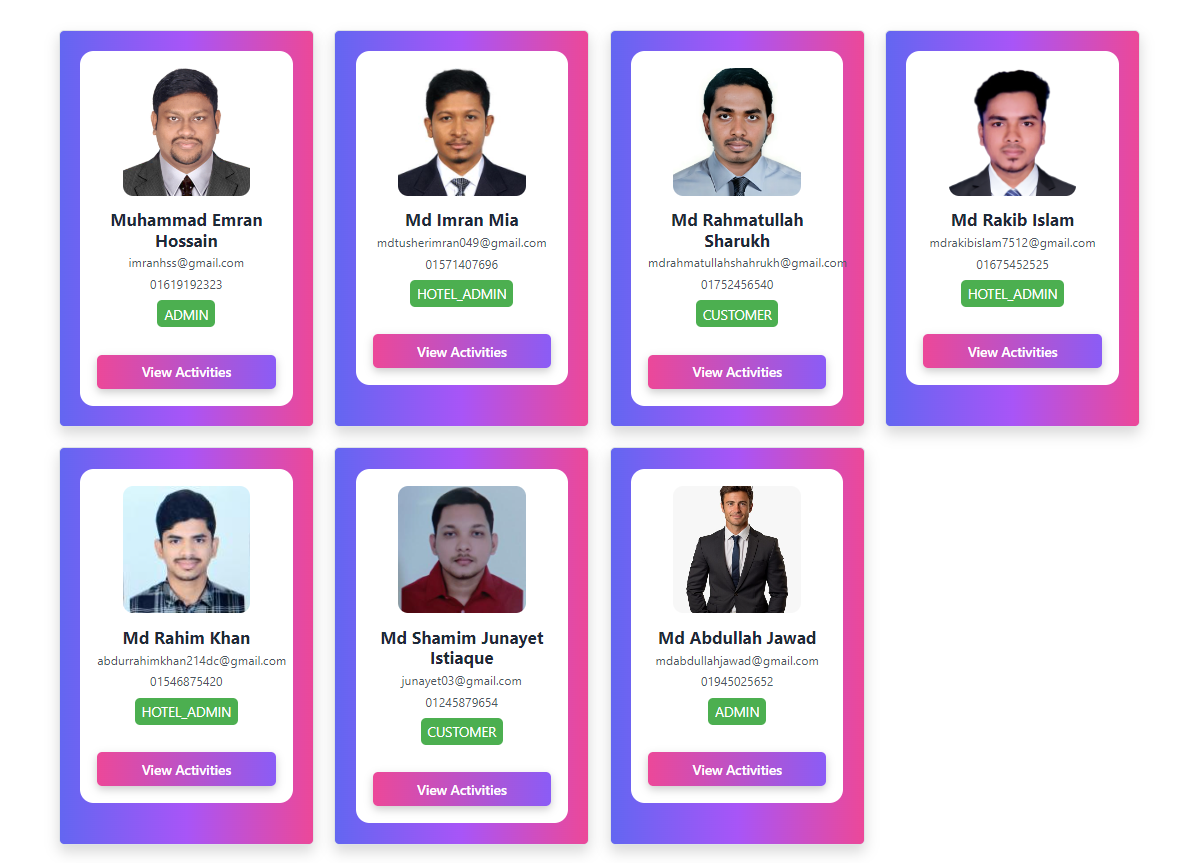 Muhammad Emran
Hossain
imranhss@gmail.com
01619192323
ADMIN
View Activities
Md Imran Mia
mdtusherimran049@gmail.com
01571407696
HOTEL_ADMIN
View Activities
Md Rahmatullah
Sharukh
mdrahmatullahshahrukh@gmail.com
01752456540
CUSTOMER
View Activities
Md Rakib Islam
mdrakibislam7512@gmail.com
01675452525
HOTEL_ADMIN
View Activities
Md Rahim Khan
abdurrahimkhan214dc@gmail.com
01546875420
HOTEL_ADMIN
View Activities
Md Shamim Junayet
Istiaque
junayet03@gmail.com
01245879654
CUSTOMER
View Activities
Md Abdullah Jawad
mdabdullahjawad@gmail.com
01945025652
ADMIN
View Activities